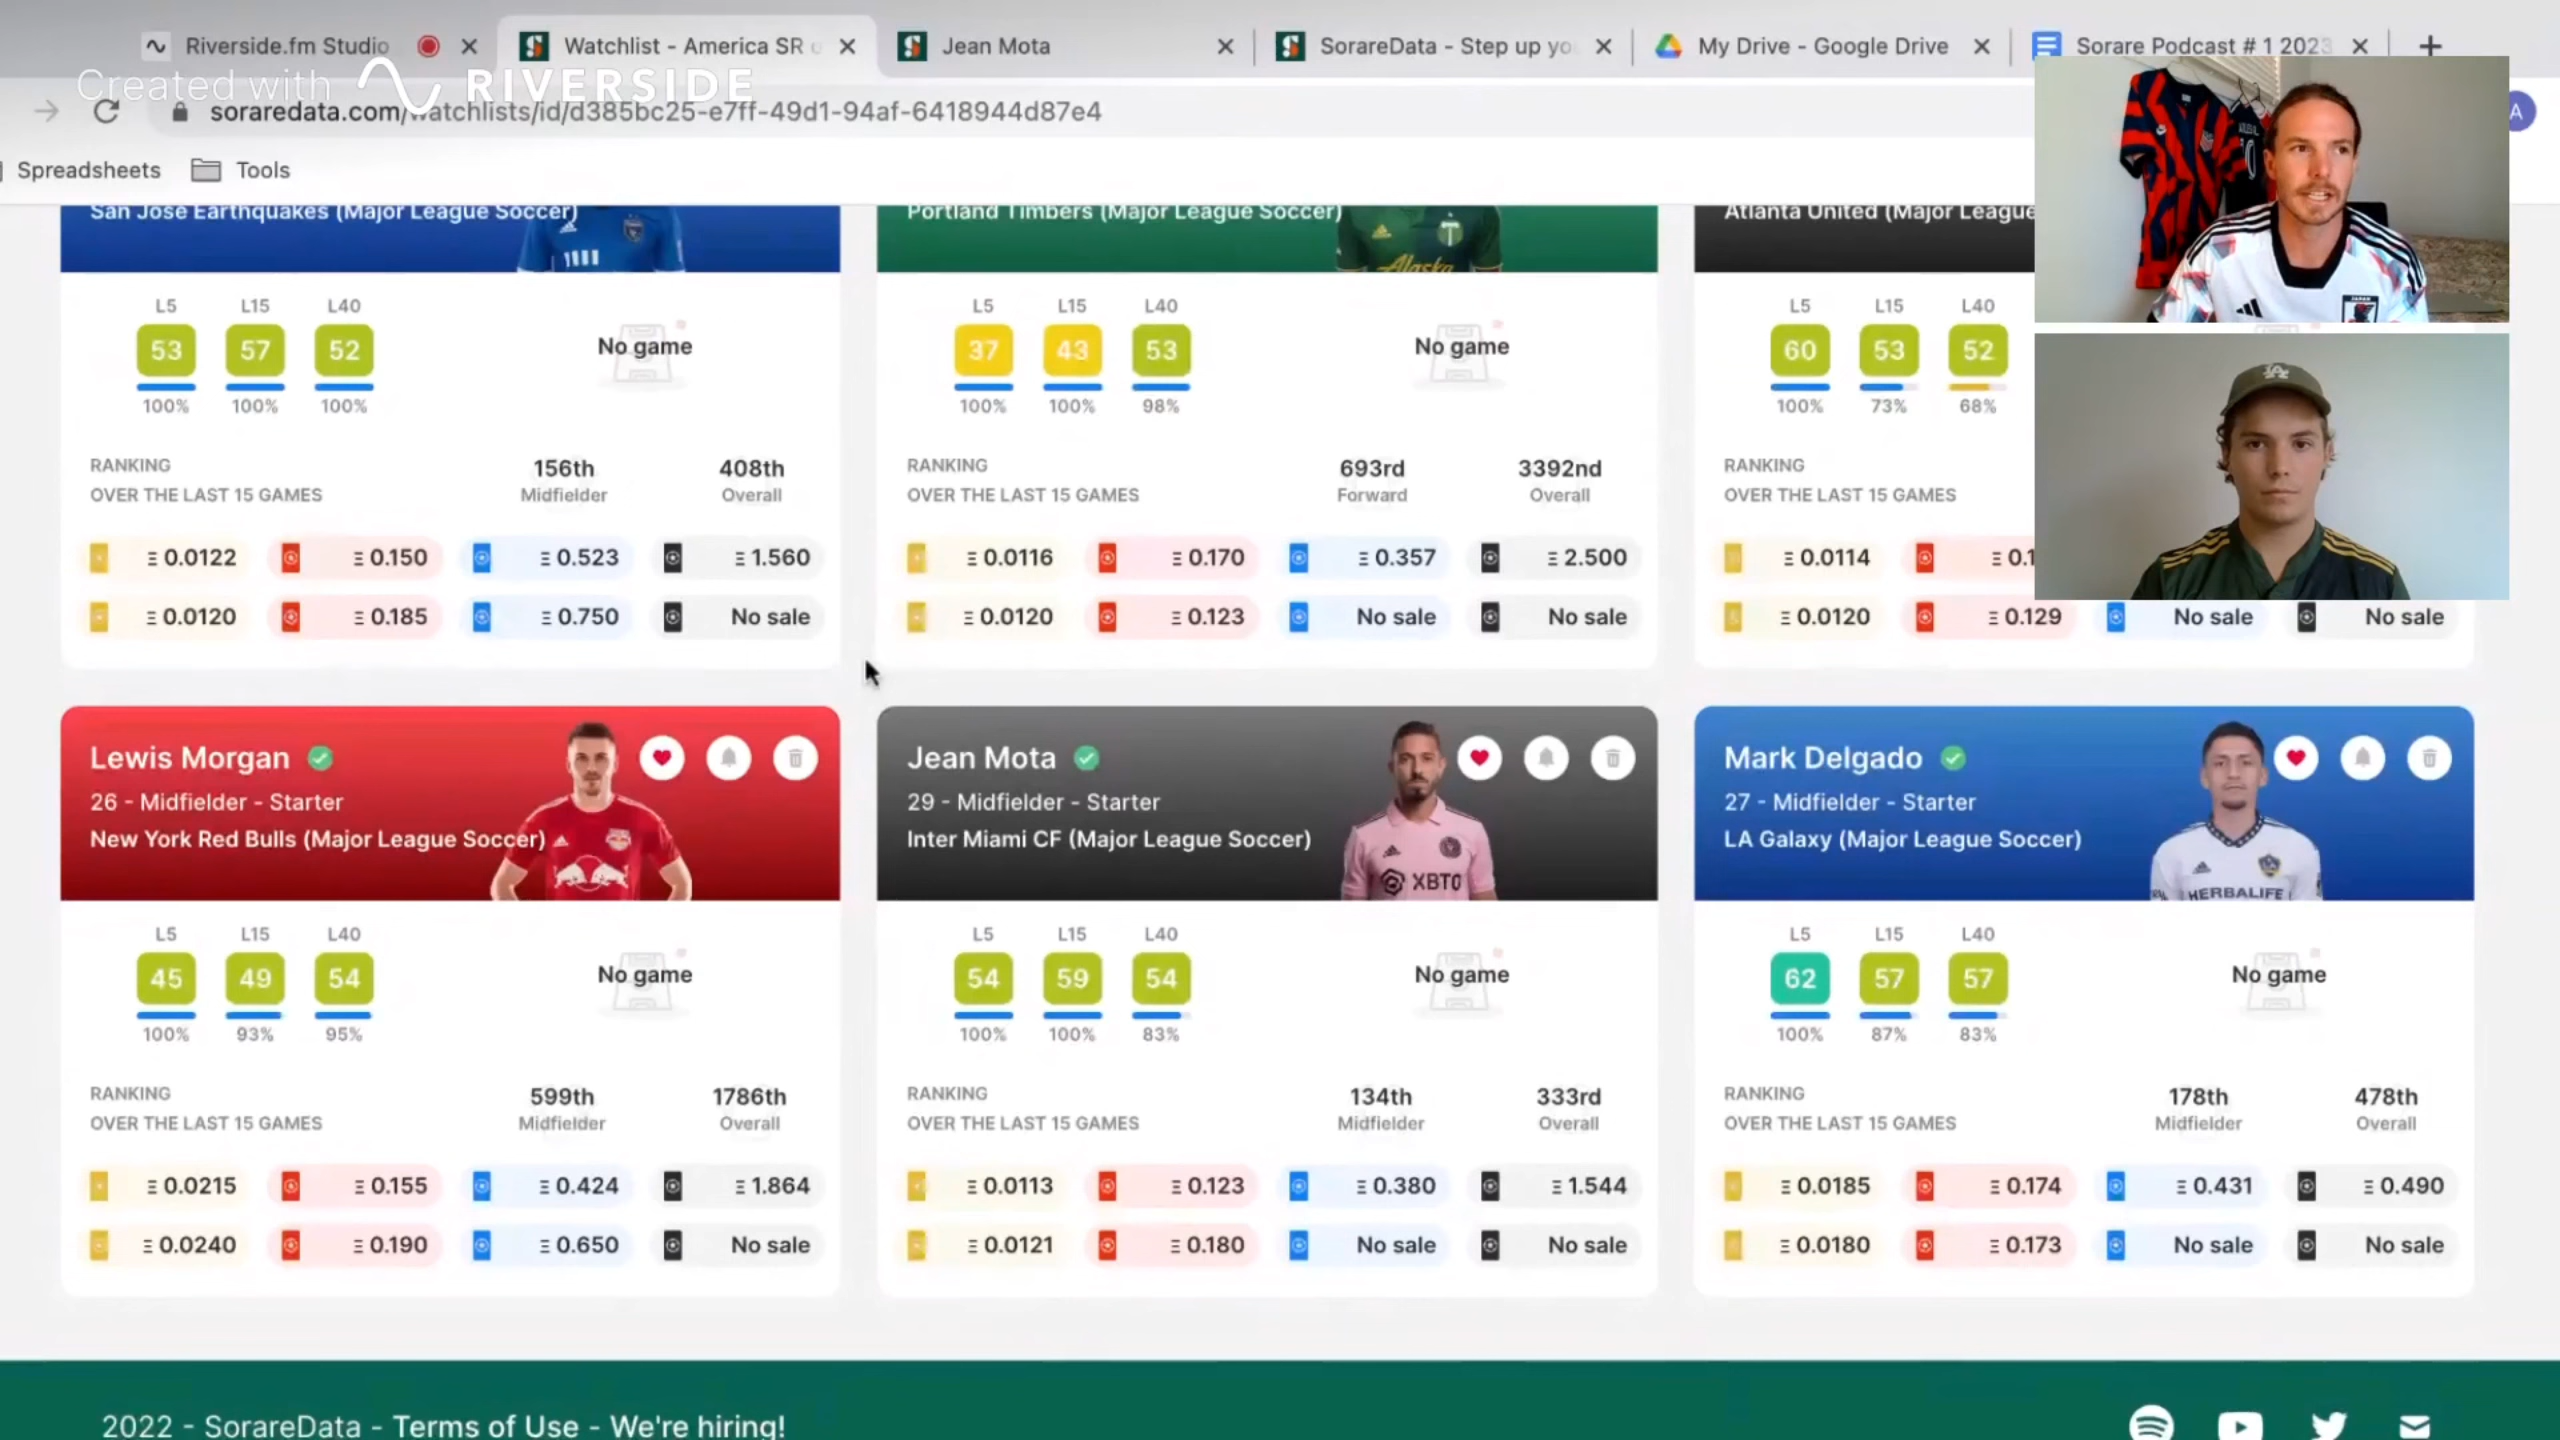 Riverside.fm Studio
Watchlist - America SR
Jean Mota
SorareData - Step up yo
My Drive - Google Drive
Sorare Podcast # 1 2023
Created with RIVERSIDE
soraredata.com/watchlists/id/d385bc25-e7ff-49d1-94af-6418944d87e4
A
Spreadsheets
Tools
San Jose Earthquakes (Major League Soccer)
Portland Timbers (Major League Soccer)
Atlanta United (Major League
Alaska
L5 L15 L40
53 57 52
100% 100% 100%
No game
L5 L15 L40
37 43 53
100% 100% 98%
No game
L5 L15 L40
60 53 52
100% 73% 68%
LA
JAPAN
RANKING
OVER THE LAST 15 GAMES
156th Midfielder
408th Overall
RANKING
OVER THE LAST 15 GAMES
693rd Forward
3392nd Overall
RANKING
OVER THE LAST 15 GAMES
Ξ 0.0122 Ξ 0.150 Ξ 0.523 Ξ 1.560
Ξ 0.0120 Ξ 0.185 Ξ 0.750 No sale
Ξ 0.0116 Ξ 0.170 Ξ 0.357 Ξ 2.500
Ξ 0.0120 Ξ 0.123 No sale No sale
Ξ 0.0114 Ξ 0.1
Ξ 0.0120 Ξ 0.129 No sale No sale
Lewis Morgan
26 - Midfielder - Starter
New York Red Bulls (Major League Soccer)
L5 L15 L40
45 49 54
100% 93% 95%
No game
RANKING
OVER THE LAST 15 GAMES
599th Midfielder
1786th Overall
Ξ 0.0215 Ξ 0.155 Ξ 0.424 Ξ 1.864
Ξ 0.0240 Ξ 0.190 Ξ 0.650 No sale
Jean Mota
29 - Midfielder - Starter
Inter Miami CF (Major League Soccer)
XBTO
L5 L15 L40
54 59 54
100% 100% 83%
No game
RANKING
OVER THE LAST 15 GAMES
134th Midfielder
333rd Overall
Ξ 0.0113 Ξ 0.123 Ξ 0.380 Ξ 1.544
Ξ 0.0121 Ξ 0.180 No sale No sale
Mark Delgado
27 - Midfielder - Starter
LA Galaxy (Major League Soccer)
HERBALIFE
L5 L15 L40
62 57 57
100% 87% 83%
No game
RANKING
OVER THE LAST 15 GAMES
178th Midfielder
478th Overall
Ξ 0.0185 Ξ 0.174 Ξ 0.431 Ξ 0.490
Ξ 0.0180 Ξ 0.173 No sale No sale
2022 - SorareData - Terms of Use - We're hiring!